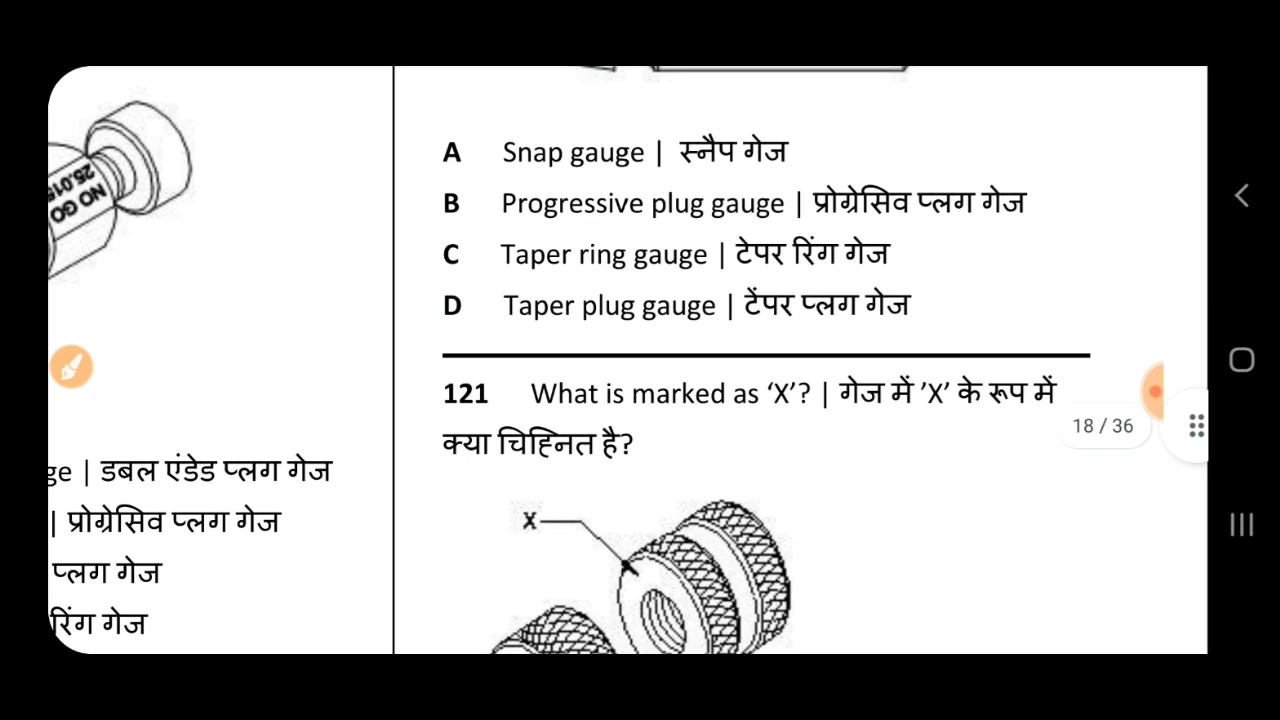 NO GO
25.015
ge | डबल एंडेड प्लग गेज
| प्रोग्रेसिव प्लग गेज
प्लग गेज
रिंग गेज
A Snap gauge | स्नैप गेज
B Progressive plug gauge | प्रोग्रेसिव प्लग गेज
C Taper ring gauge | टेपर रिंग गेज
D Taper plug gauge | टेंपर प्लग गेज
121 What is marked as ‘X’? | गेज में ’X’ के रूप में
क्या चिह्नित है?
X
18 / 36